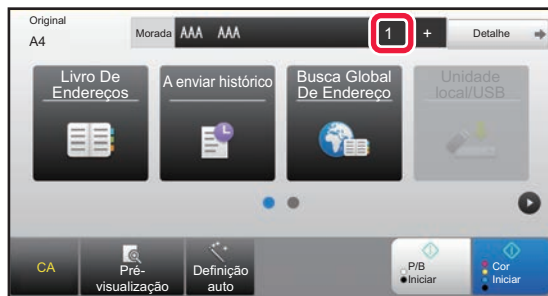 Original
A4
Morada AAA AAA 1 + Detalhe
Livro De
Endereços
A enviar histórico
Busca Global
De Endereço
Unidade
local/USB
CA
Pré-
visualização
Definição
auto
P/B
Iniciar
Cor
Iniciar